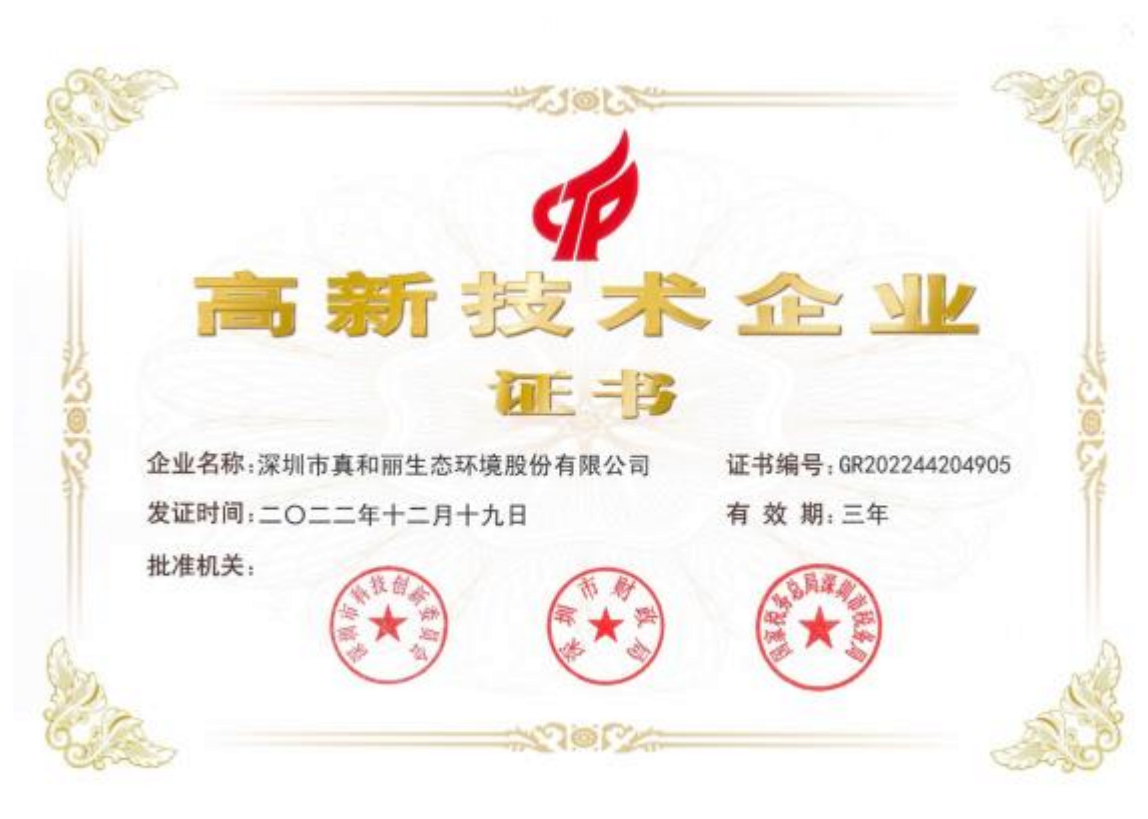 高新技术企业
证书
企业名称:深圳市真和丽生态环境股份有限公司 证书编号:GR202244204905
发证时间:二〇二二年十二月十九日 有效期:三年
批准机关:
深圳市科技创新委员会
深圳市财政局
国家税务总局深圳市税务局